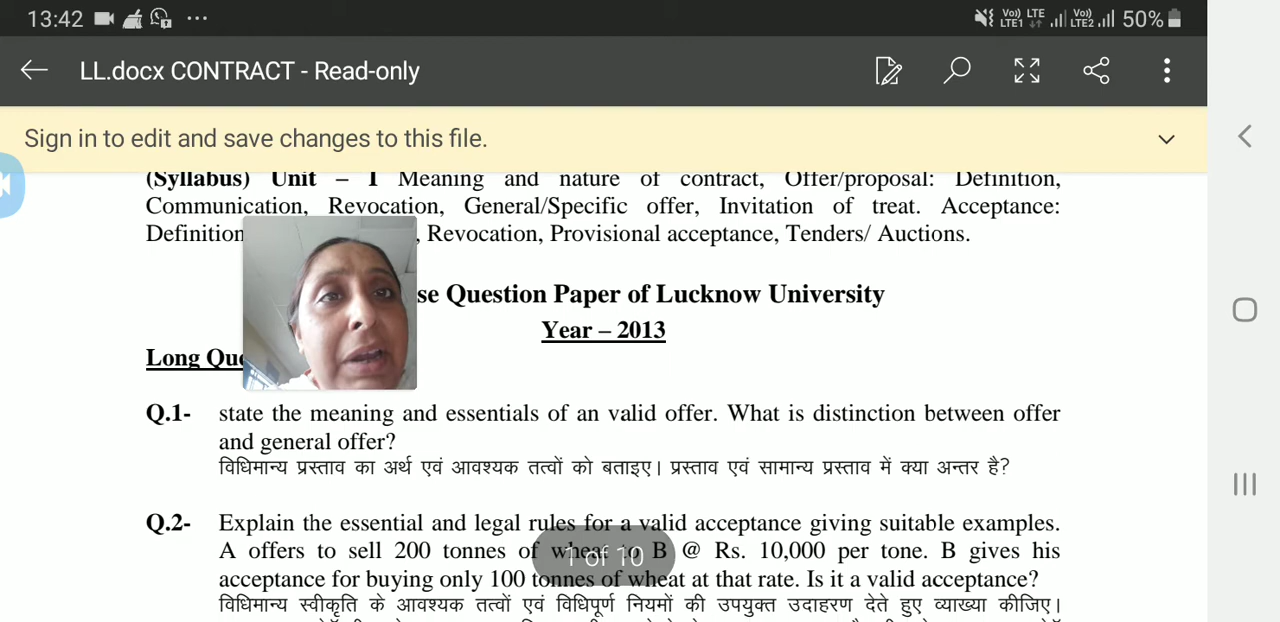 13:42 ... Vo) LTE1 LTE Vo) LTE2 50%
LL.docx CONTRACT - Read-only
Sign in to edit and save changes to this file.
(Syllabus) Unit – I Meaning and nature of contract, Offer/proposal: Definition,
Communication, Revocation, General/Specific offer, Invitation of treat. Acceptance:
Definition , Revocation, Provisional acceptance, Tenders/ Auctions.
Question Paper of Lucknow University
Year – 2013
Long
Q.1- state the meaning and essentials of an valid offer. What is distinction between offer
and general offer?
विधिमान्य प्रस्ताव का अर्थ एवं आवश्यक तत्वों को बताइए। प्रस्ताव एवं सामान्य प्रस्ताव में क्या अन्तर है?
Q.2- Explain the essential and legal rules for a valid acceptance giving suitable examples.
A offers to sell 200 tonnes of wheat to B @ Rs. 10,000 per tone. B gives his
1 of 10
acceptance for buying only 100 tonnes of wheat at that rate. Is it a valid acceptance?
विधिमान्य स्वीकृति के आवश्यक तत्वों एवं विधिपूर्ण नियमों की उपयुक्त उदाहरण देते हुए व्याख्या कीजिए।